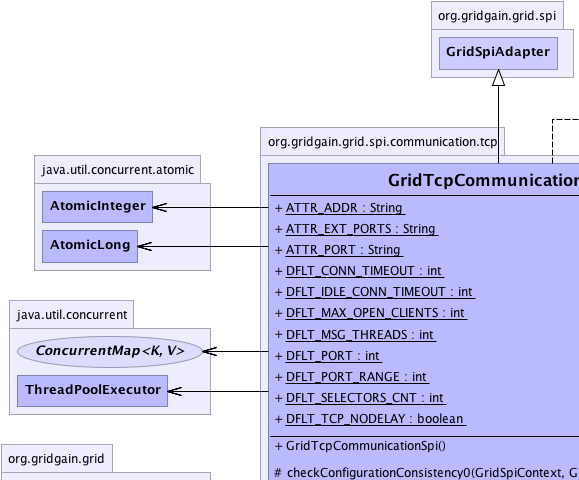 org.gridgain.grid.spi
GridSpiAdapter
org.gridgain.grid.spi.communication.tcp
java.util.concurrent.atomic
AtomicInteger
AtomicLong
java.util.concurrent
ConcurrentMap<K, V>
ThreadPoolExecutor
org.gridgain.grid
GridTcpCommunication
+ ATTR_ADDR : String
+ ATTR_EXT_PORTS : String
+ ATTR_PORT : String
+ DFLT_CONN_TIMEOUT : int
+ DFLT_IDLE_CONN_TIMEOUT : int
+ DFLT_MAX_OPEN_CLIENTS : int
+ DFLT_MSG_THREADS : int
+ DFLT_PORT : int
+ DFLT_PORT_RANGE : int
+ DFLT_SELECTORS_CNT : int
+ DFLT_TCP_NODELAY : boolean
+ GridTcpCommunicationSpi()
# checkConfigurationConsistency0(GridSpiContext, G